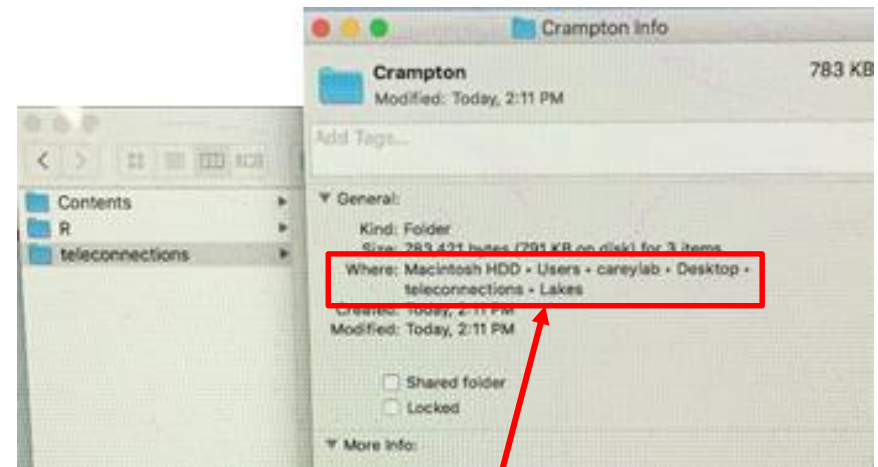 Crampton Info
Crampton
783 KB
Modified: Today, 2:11 PM
Add Tags...
Contents
R
teleconnections
General:
Kind: Folder
Size: 783,421 bytes (791 KB on disk) for 3 items
Where: Macintosh HDD • Users • careylab • Desktop •
teleconnections • Lakes
Created: Today, 2:11 PM
Modified: Today, 2:11 PM
Shared folder
Locked
More Info: